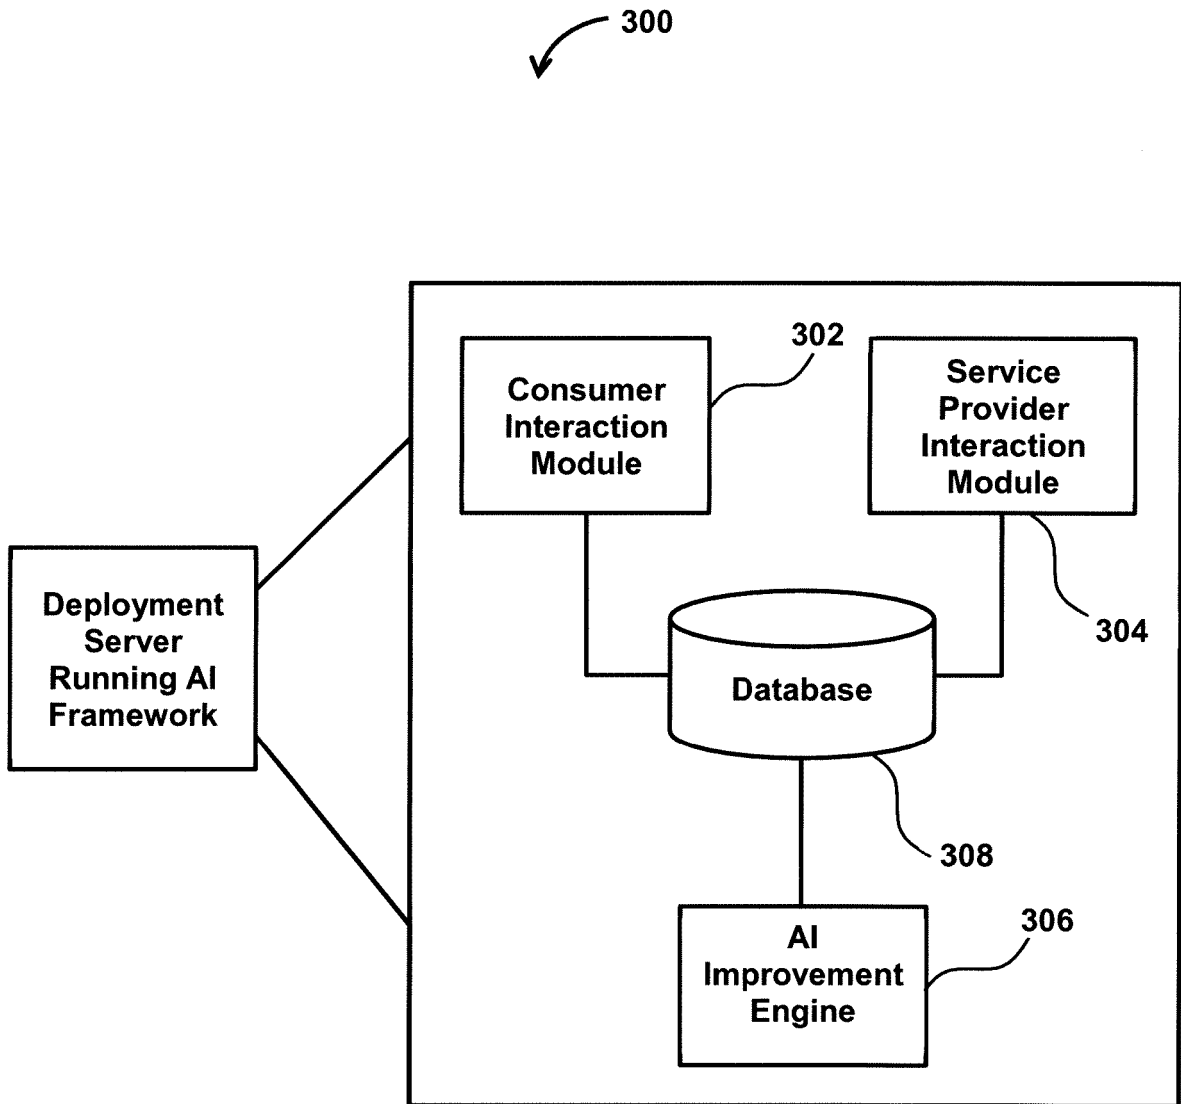 300
302
Consumer
Interaction
Module
Service
Provider
Interaction
Module
304
Deployment
Server
Running AI
Framework
Database
308
306
AI
Improvement
Engine